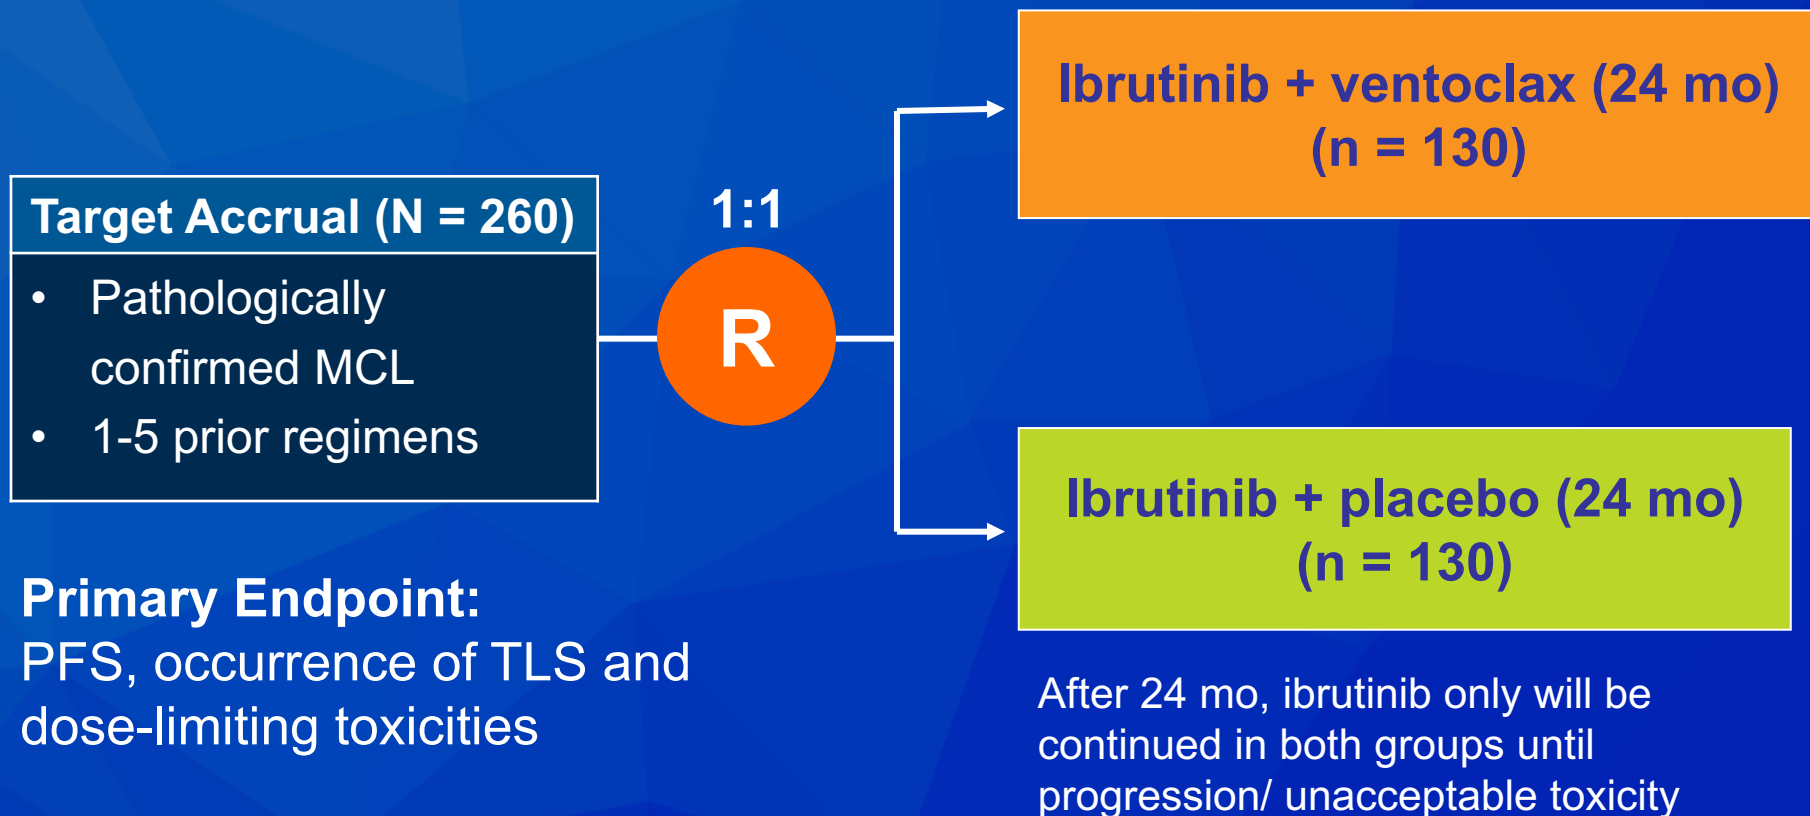 Target Accrual (N = 260)
• Pathologically
confirmed MCL
• 1-5 prior regimens
1:1
R
Ibrutinib + ventoclax (24 mo)
(n = 130)
Ibrutinib + placebo (24 mo)
(n = 130)
Primary Endpoint:
PFS, occurrence of TLS and
dose-limiting toxicities
After 24 mo, ibrutinib only will be
continued in both groups until
progression/ unacceptable toxicity